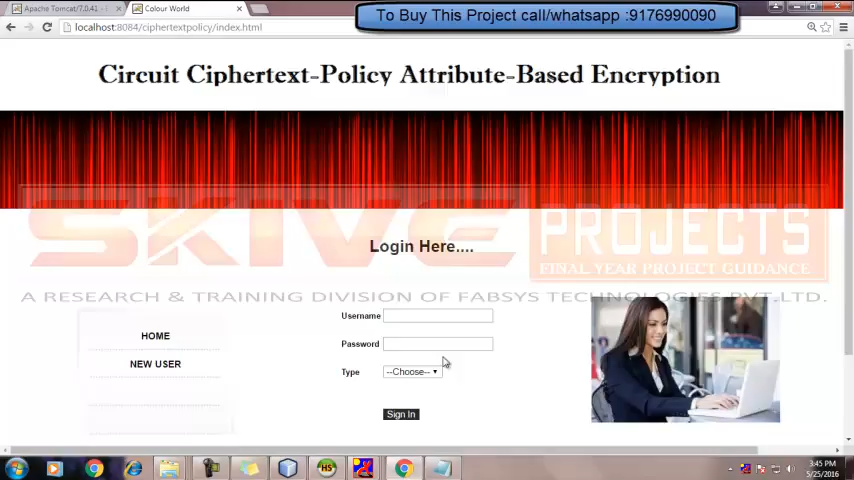 Apache Tomcat/7.0.41 -
Colour World
To Buy This Project call/whatsapp :9176990090
localhost:8084/ciphertextpolicy/index.html
Circuit Ciphertext-Policy Attribute-Based Encryption
SKIVE PROJECTS
FINAL YEAR PROJECT GUIDANCE
Login Here....
A RESEARCH & TRAINING DIVISION OF FABSYS TECHNOLOGIES PVT.LTD.
HOME
NEW USER
Username
Password
Type --Choose--
Sign In
3:45 PM
5/25/2016